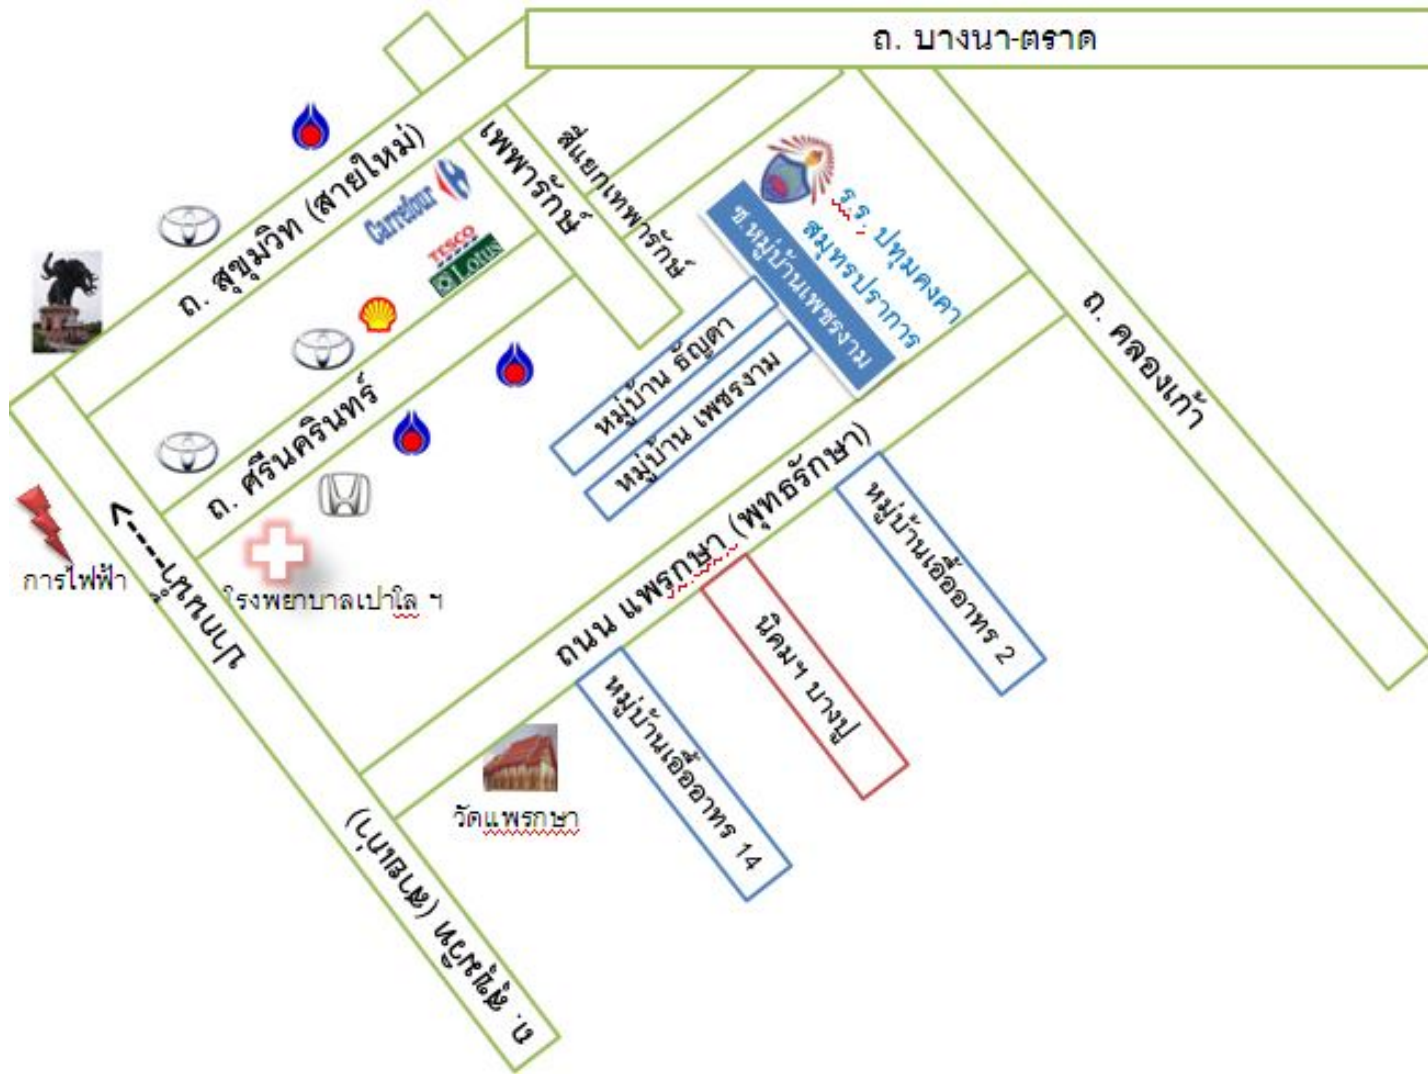 ถ. บางนา-ตราด
ถ. สุขุมวิท (สายใหม่)
เพพารักษ์
สี่แยกเทพารักษ์
Carrefour
TESCO
Lotus
ร.ร. ปทุมคงคา
สมุทรปราการ
ซ.หมู่บ้านเพชรงาม
หมู่บ้าน ธัญดา
หมู่บ้าน เพชรงาม
ถ. คลองเก้า
ถ. ศรีนครินทร์
การไฟฟ้า
ปากน้ำ
โรงพยาบาลเปาโล ฯ
ถนน แพรกษา (พุทธรักษา)
หมู่บ้านเอื้ออาทร 2
นิคมฯ บางปู
หมู่บ้านเอื้ออาทร 14
วัดแพรกษา
ถ. สุขุมวิท (สายเก่า)